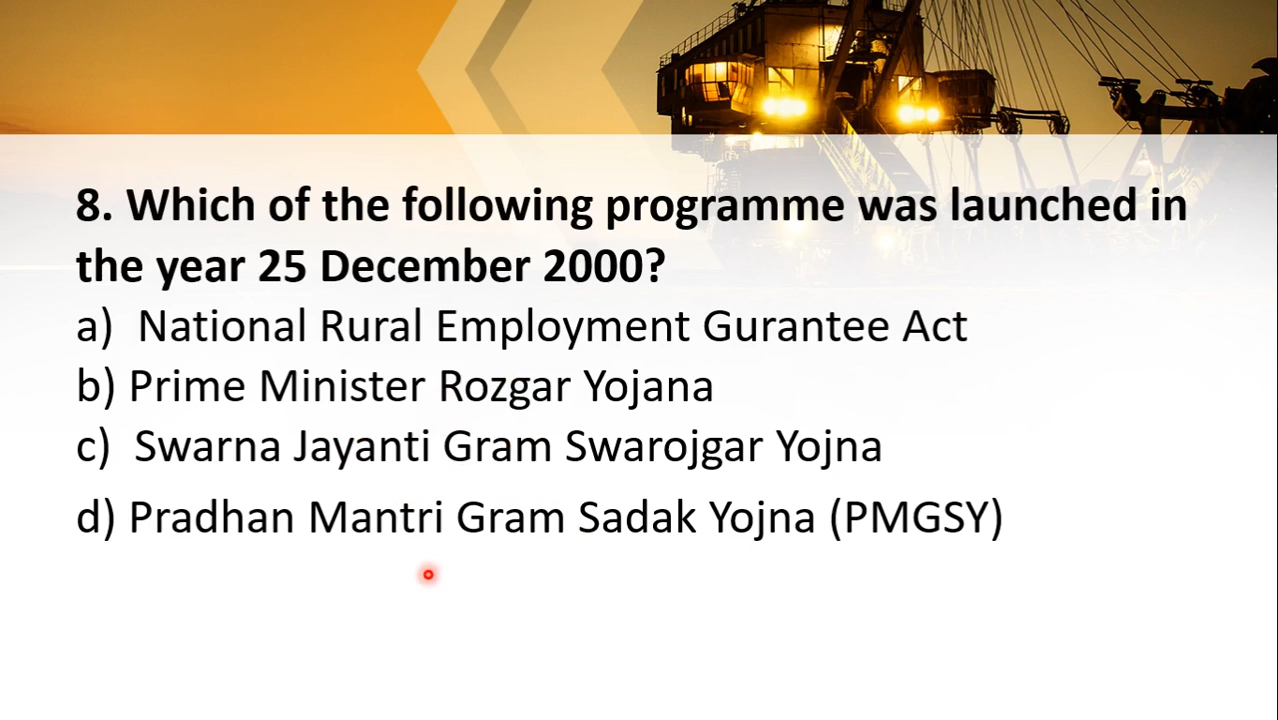 8. Which of the following programme was launched in
the year 25 December 2000?
a) National Rural Employment Gurantee Act
b) Prime Minister Rozgar Yojana
c) Swarna Jayanti Gram Swarojgar Yojna
d) Pradhan Mantri Gram Sadak Yojna (PMGSY)